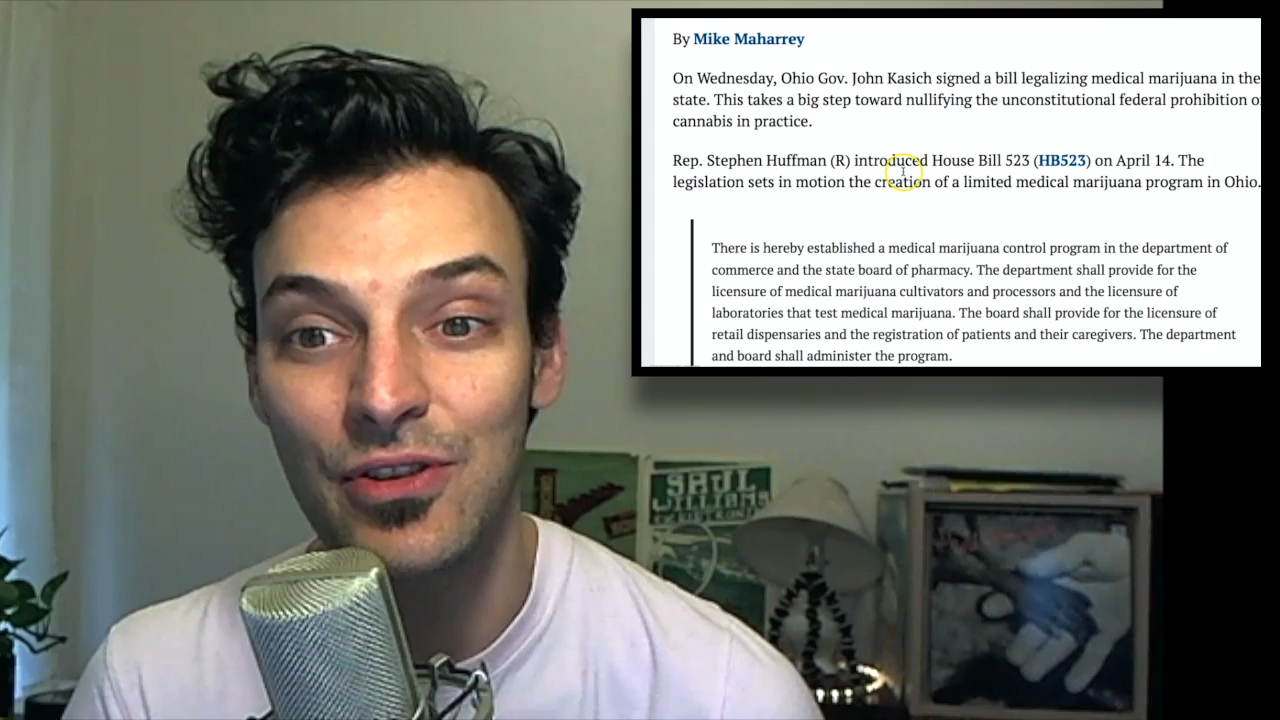 By Mike Maharrey
On Wednesday, Ohio Gov. John Kasich signed a bill legalizing medical marijuana in the
state. This takes a big step toward nullifying the unconstitutional federal prohibition
cannabis in practice.
Rep. Stephen Huffman (R) introduced House Bill 523 (HB523) on April 14. The
legislation sets in motion the creation of a limited medical marijuana program in Ohio.
There is hereby established a medical marijuana control program in the department of
commerce and the state board of pharmacy. The department shall provide for the
licensure of medical marijuana cultivators and processors and the licensure of
laboratories that test medical marijuana. The board shall provide for the licensure of
retail dispensaries and the registration of patients and their caregivers. The department
and board shall administer the program.
SAUL
WILLIAMS